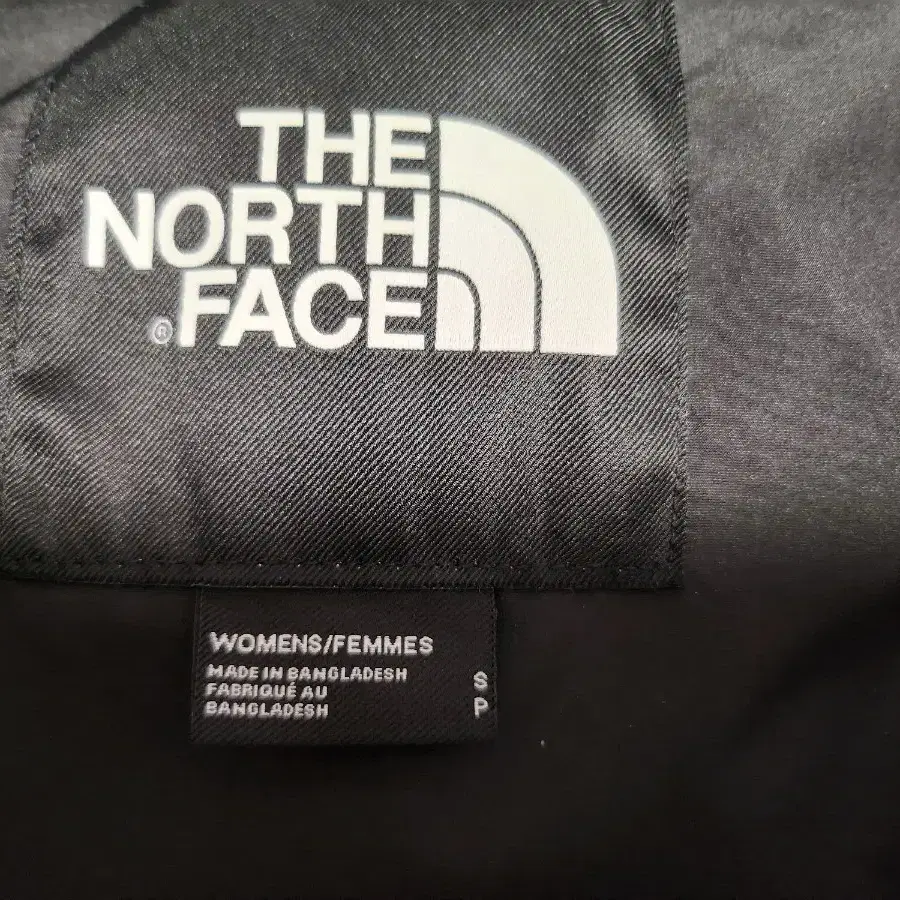 THE
NORTH
FACE
®
WOMENS/FEMMES
MADE IN BANGLADESH
FABRIQUÉ AU
BANGLADESH
S
P